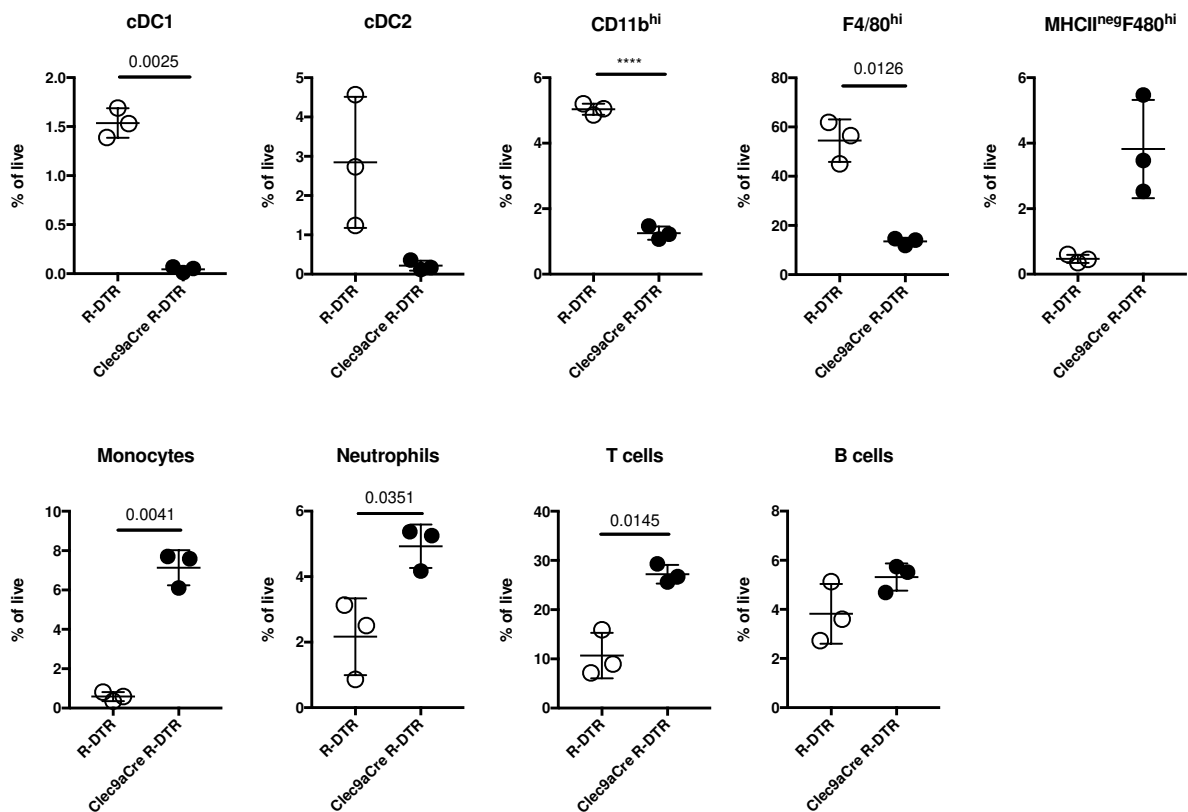 cDC1
0.0025
2.0
1.5
1.0
0.5
0.0
% of live
R-DTR
Clec9aCre R-DTR
cDC2
5
4
3
2
1
0
% of live
R-DTR
Clec9aCre R-DTR
CD11bhi
****
6
4
2
0
% of live
R-DTR
Clec9aCre R-DTR
F4/80hi
0.0126
80
60
40
20
0
% of live
R-DTR
Clec9aCre R-DTR
MHCIInegF480hi
6
4
2
0
% of live
R-DTR
Clec9aCre R-DTR
Monocytes
0.0041
10
8
6
4
2
0
% of live
R-DTR
Clec9aCre R-DTR
Neutrophils
0.0351
6
4
2
0
% of live
R-DTR
Clec9aCre R-DTR
T cells
0.0145
40
30
20
10
0
% of live
R-DTR
Clec9aCre R-DTR
B cells
8
6
4
2
0
% of live
R-DTR
Clec9aCre R-DTR